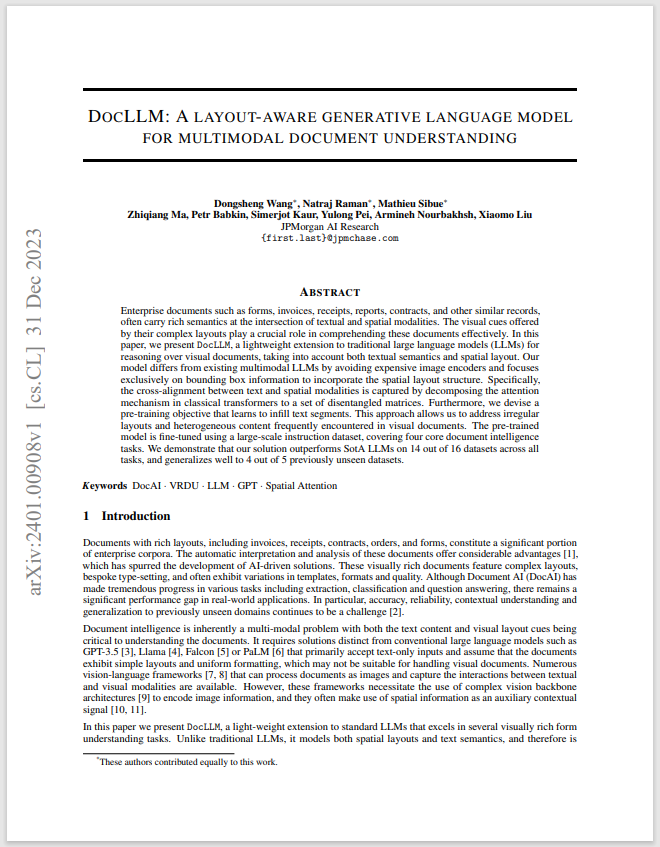 DOCLLM: A LAYOUT-AWARE GENERATIVE LANGUAGE MODEL
FOR MULTIMODAL DOCUMENT UNDERSTANDING
Dongsheng Wang*, Natraj Raman*, Mathieu Sibue*
Zhiqiang Ma, Petr Babkin, Simerjot Kaur, Yulong Pei, Armineh Nourbakhsh, Xiaomo Liu
JPMorgan AI Research
{first.last}@jpmchase.com
arXiv:2401.00908v1 [cs.CL] 31 Dec 2023
ABSTRACT
Enterprise documents such as forms, invoices, receipts, reports, contracts, and other similar records,
often carry rich semantics at the intersection of textual and spatial modalities. The visual cues offered
by their complex layouts play a crucial role in comprehending these documents effectively. In this
paper, we present DocLLM, a lightweight extension to traditional large language models (LLMs) for
reasoning over visual documents, taking into account both textual semantics and spatial layout. Our
model differs from existing multimodal LLMs by avoiding expensive image encoders and focuses
exclusively on bounding box information to incorporate the spatial layout structure. Specifically,
the cross-alignment between text and spatial modalities is captured by decomposing the attention
mechanism in classical transformers to a set of disentangled matrices. Furthermore, we devise a
pre-training objective that learns to infill text segments. This approach allows us to address irregular
layouts and heterogeneous content frequently encountered in visual documents. The pre-trained
model is fine-tuned using a large-scale instruction dataset, covering four core document intelligence
tasks. We demonstrate that our solution outperforms SotA LLMs on 14 out of 16 datasets across all
tasks, and generalizes well to 4 out of 5 previously unseen datasets.
Keywords DocAI · VRDU · LLM · GPT · Spatial Attention
1 Introduction
Documents with rich layouts, including invoices, receipts, contracts, orders, and forms, constitute a significant portion
of enterprise corpora. The automatic interpretation and analysis of these documents offer considerable advantages [1],
which has spurred the development of AI-driven solutions. These visually rich documents feature complex layouts,
bespoke type-setting, and often exhibit variations in templates, formats and quality. Although Document AI (DocAI) has
made tremendous progress in various tasks including extraction, classification and question answering, there remains a
significant performance gap in real-world applications. In particular, accuracy, reliability, contextual understanding and
generalization to previously unseen domains continues to be a challenge [2].
Document intelligence is inherently a multi-modal problem with both the text content and visual layout cues being
critical to understanding the documents. It requires solutions distinct from conventional large language models such as
GPT-3.5 [3], Llama [4], Falcon [5] or PaLM [6] that primarily accept text-only inputs and assume that the documents
exhibit simple layouts and uniform formatting, which may not be suitable for handling visual documents. Numerous
vision-language frameworks [7, 8] that can process documents as images and capture the interactions between textual
and visual modalities are available. However, these frameworks necessitate the use of complex vision backbone
architectures [9] to encode image information, and they often make use of spatial information as an auxiliary contextual
signal [10, 11].
In this paper we present DocLLM, a light-weight extension to standard LLMs that excels in several visually rich form
understanding tasks. Unlike traditional LLMs, it models both spatial layouts and text semantics, and therefore is
*These authors contributed equally to this work.